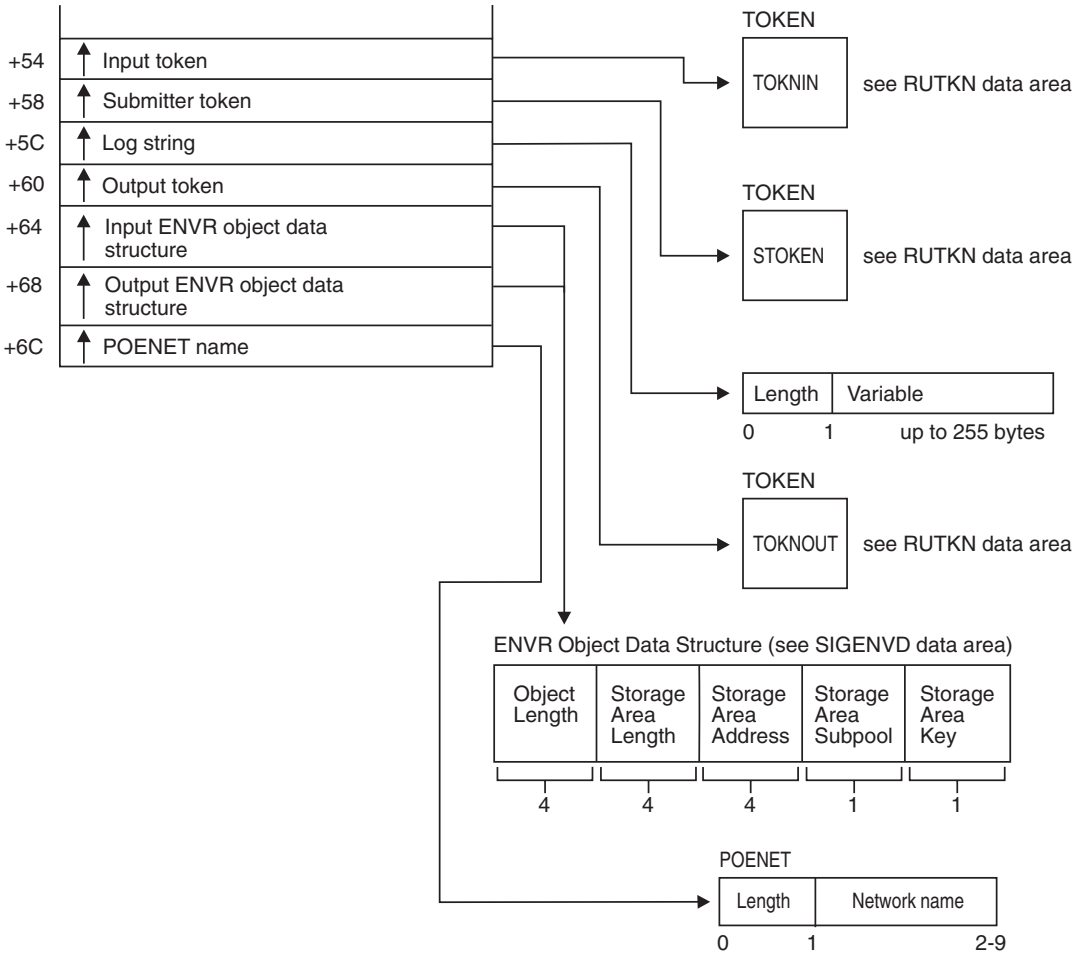 +54 Input token
+58 Submitter token
+5C Log string
+60 Output token
+64 Input ENVR object data
structure
+68 Output ENVR object data
structure
+6C POENET name
TOKEN
TOKNIN see RUTKN data area
TOKEN
STOKEN see RUTKN data area
Length Variable
0 1 up to 255 bytes
TOKEN
TOKNOUT see RUTKN data area
ENVR Object Data Structure (see SIGENVD data area)
Object Storage Storage Storage Storage
Length Area Area Area Area
Length Address Subpool Key
4 4 4 1 1
POENET
Length Network name
0 1 2-9